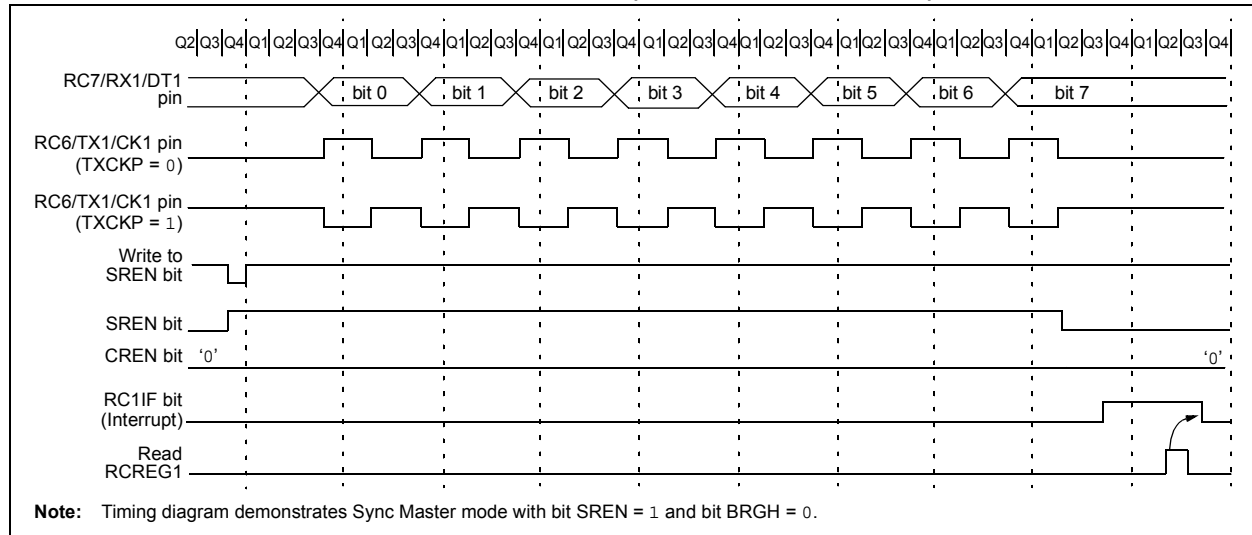 Q2 Q3 Q4 Q1 Q2 Q3 Q4 Q1 Q2 Q3 Q4 Q1 Q2 Q3 Q4 Q1 Q2 Q3 Q4 Q1 Q2 Q3 Q4 Q1 Q2 Q3 Q4 Q1 Q2 Q3 Q4 Q1 Q2 Q3 Q4 Q1 Q2 Q3 Q4 Q1 Q2 Q3 Q4
RC7/RX1/DT1
pin
bit 0 bit 1 bit 2 bit 3 bit 4 bit 5 bit 6 bit 7
RC6/TX1/CK1 pin
(TXCKP = 0)
RC6/TX1/CK1 pin
(TXCKP = 1)
Write to
SREN bit
SREN bit
CREN bit ‘0’ ‘0’
RC1IF bit
(Interrupt)
Read
RCREG1
Note: Timing diagram demonstrates Sync Master mode with bit SREN = 1 and bit BRGH = 0.